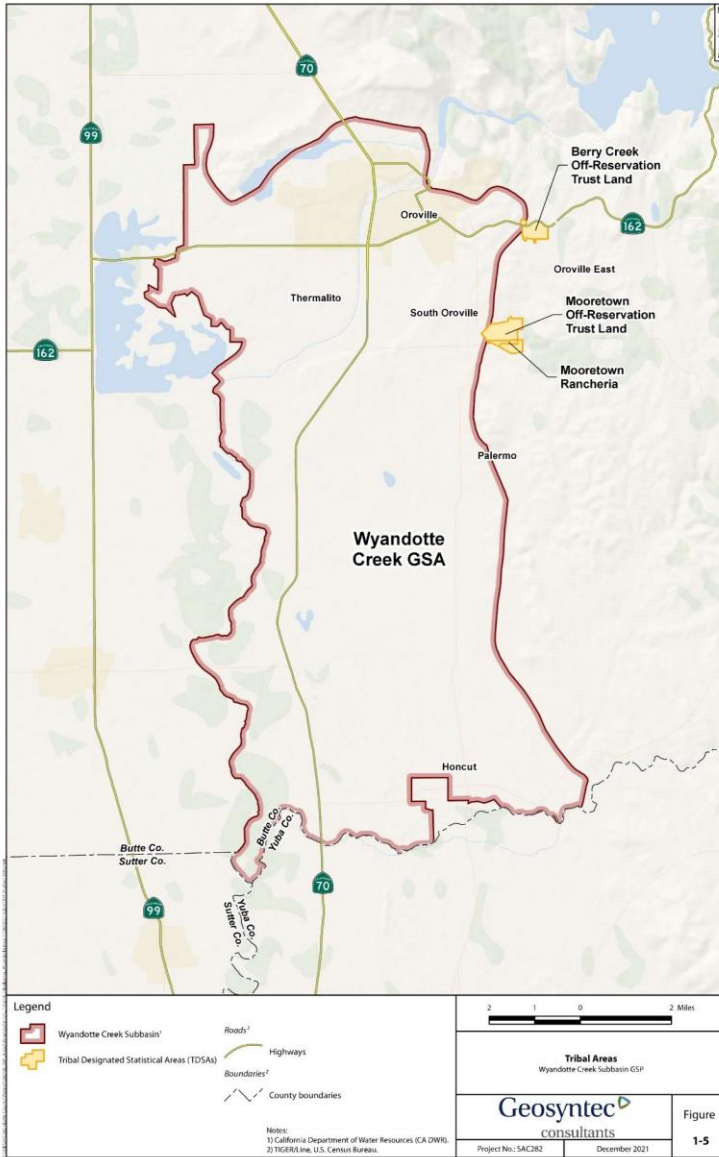 70
99
Berry Creek
Off-Reservation
Trust Land
Oroville
162
Oroville East
Thermalito
South Oroville
Mooretown
Off-Reservation
Trust Land
162
Mooretown
Rancheria
Palermo
Wyandotte
Creek GSA
Honcut
Butte Co.
Yuba Co.
Butte Co.
Sutter Co.
70
99
Yuba Co.
Sutter Co.
Legend
Wyandotte Creek Subbasin¹
Tribal Designated Statistical Areas (TDSAs)
Roads²
Highways
Boundaries²
County boundaries
Notes:
1) California Department of Water Resources (CA DWR).
2) TIGER/Line, U.S. Census Bureau.
2 1 0 2 Miles
Tribal Areas
Wyandotte Creek Subbasin GSP
Geosyntec
consultants
Project No.: SAC282
December 2021
Figure
1-5